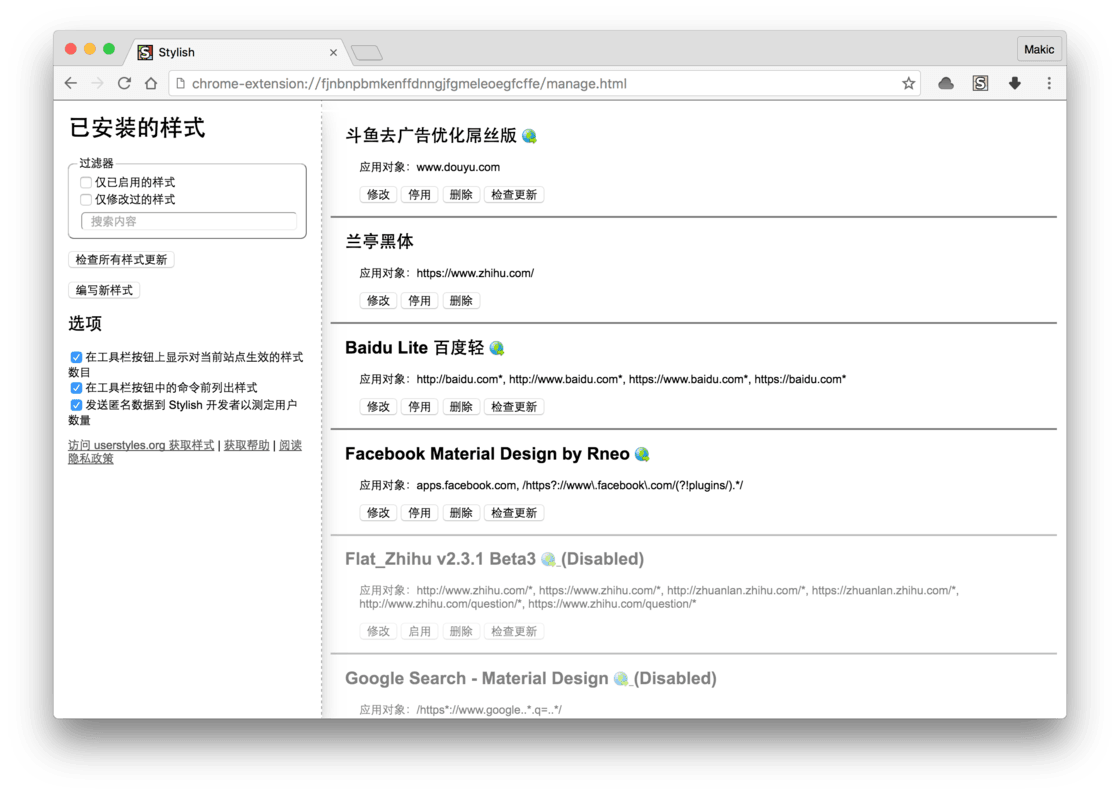 Stylish
Makic
chrome-extension://fjnbnpbmkenffdnngjfgmeleoegfcffe/manage.html
已安装的样式
过滤器
仅已启用的样式
仅修改过的样式
搜索内容
检查所有样式更新
编写新样式
选项
在工具栏按钮上显示对当前站点生效的样式
数目
在工具栏按钮中的命令前列出样式
发送匿名数据到 Stylish 开发者以测定用户
数量
访问 userstyles.org 获取样式 | 获取帮助 | 阅读
隐私政策
斗鱼去广告优化屌丝版
应用对象：www.douyu.com
修改 停用 删除 检查更新
兰亭黑体
应用对象：https://www.zhihu.com/
修改 停用 删除
Baidu Lite 百度轻
应用对象：http://baidu.com*, http://www.baidu.com*, https://www.baidu.com*, https://baidu.com*
修改 停用 删除 检查更新
Facebook Material Design by Rneo
应用对象：apps.facebook.com, /https?://www\.facebook\.com/(?!plugins/).*/
修改 停用 删除 检查更新
Flat_Zhihu v2.3.1 Beta3 (Disabled)
应用对象：http://www.zhihu.com/*, https://www.zhihu.com/*, http://zhuanlan.zhihu.com/*, https://zhuanlan.zhihu.com/*,
http://www.zhihu.com/question/*, https://www.zhihu.com/question/*
修改 启用 删除 检查更新
Google Search - Material Design (Disabled)
应用对象：/https*://www.google..*.q=..*/